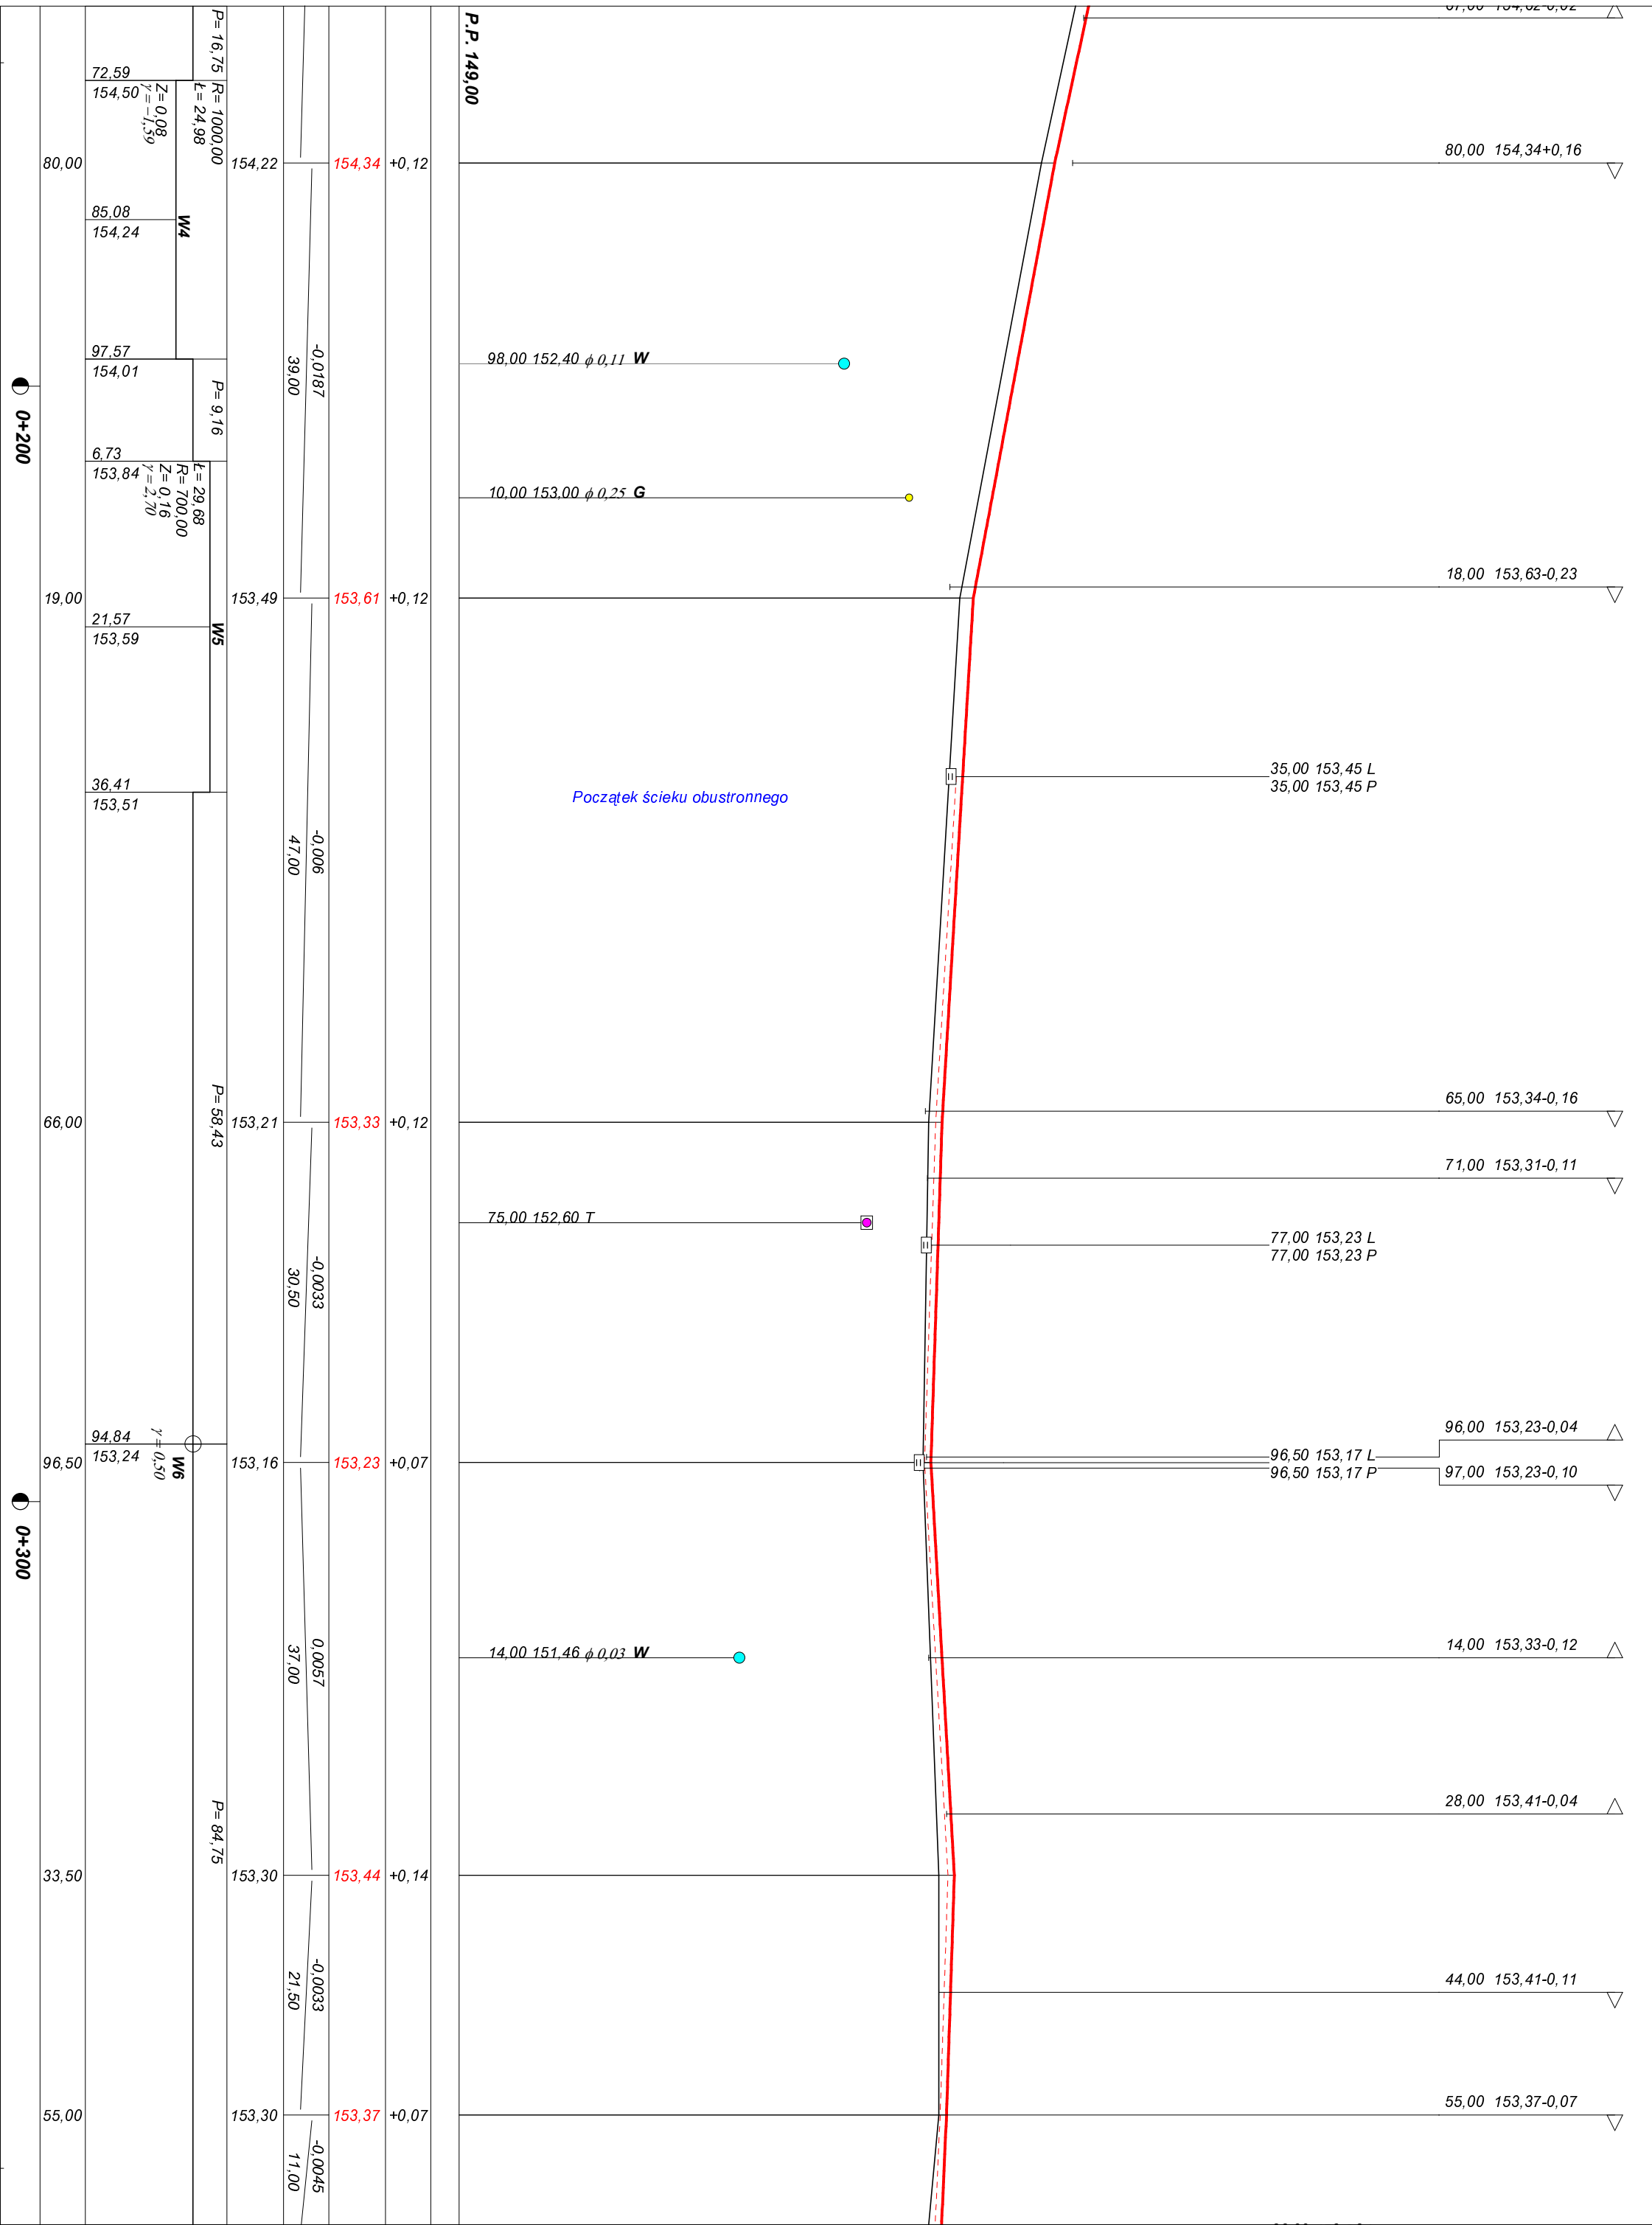 P.P. 149,00
P= 16,75
72,59
154,50
R= 1000,00
Ł= 24,98
Z= 0,08
γ=-1,59
80,00
154,22
154,34
+0,12
80,00 154,34+0,16
85,08
154,24
W4
97,57
154,01
-0,0187
39,00
98,00 152,40 ϕ 0,11 W
P= 9,16
0+200
6,73
153,84
Ł= 29,68
R= 700,00
Z= 0,16
γ= 2,70
10,00 153,00 ϕ 0,25 G
18,00 153,63-0,23
19,00
153,49
153,61
+0,12
21,57
153,59
W5
36,41
153,51
35,00 153,45 L
35,00 153,45 P
Początek ścieku obustronnego
-0,006
47,00
65,00 153,34-0,16
P= 58,43
66,00
153,21
153,33
+0,12
71,00 153,31-0,11
75,00 152,60 T
77,00 153,23 L
77,00 153,23 P
-0,0033
30,50
96,00 153,23-0,04
94,84
153,24
γ= 0,50
W6
96,50
153,16
153,23
+0,07
96,50 153,17 L
96,50 153,17 P
97,00 153,23-0,10
0+300
14,00 151,46 ϕ 0,03 W
0,0057
37,00
14,00 153,33-0,12
28,00 153,41-0,04
P= 84,75
33,50
153,30
153,44
+0,14
-0,0033
21,50
44,00 153,41-0,11
55,00
153,30
153,37
+0,07
55,00 153,37-0,07
-0,0045
11,00